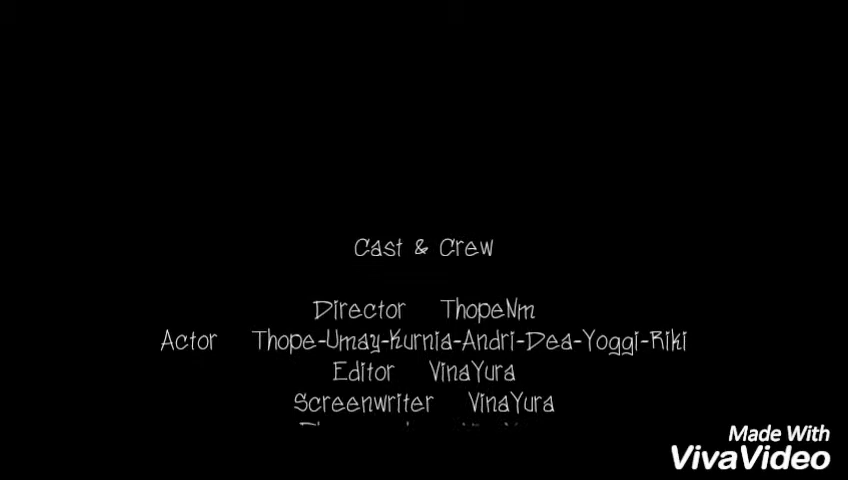 Cast & Crew
Director ThopeNm
Actor Thope-Umay-Kurnia-Andri-Dea-Yoggi-Riki
Editor VinaYura
Screenwriter VinaYura
Made With
VivaVideo